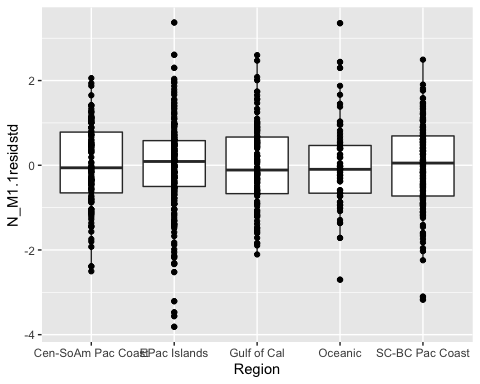 N_M1.1residstd
2
0
-2
-4
Cen-SoAm Pac Coast
EPac Islands
Gulf of Cal
Oceanic
SC-BC Pac Coast
Region